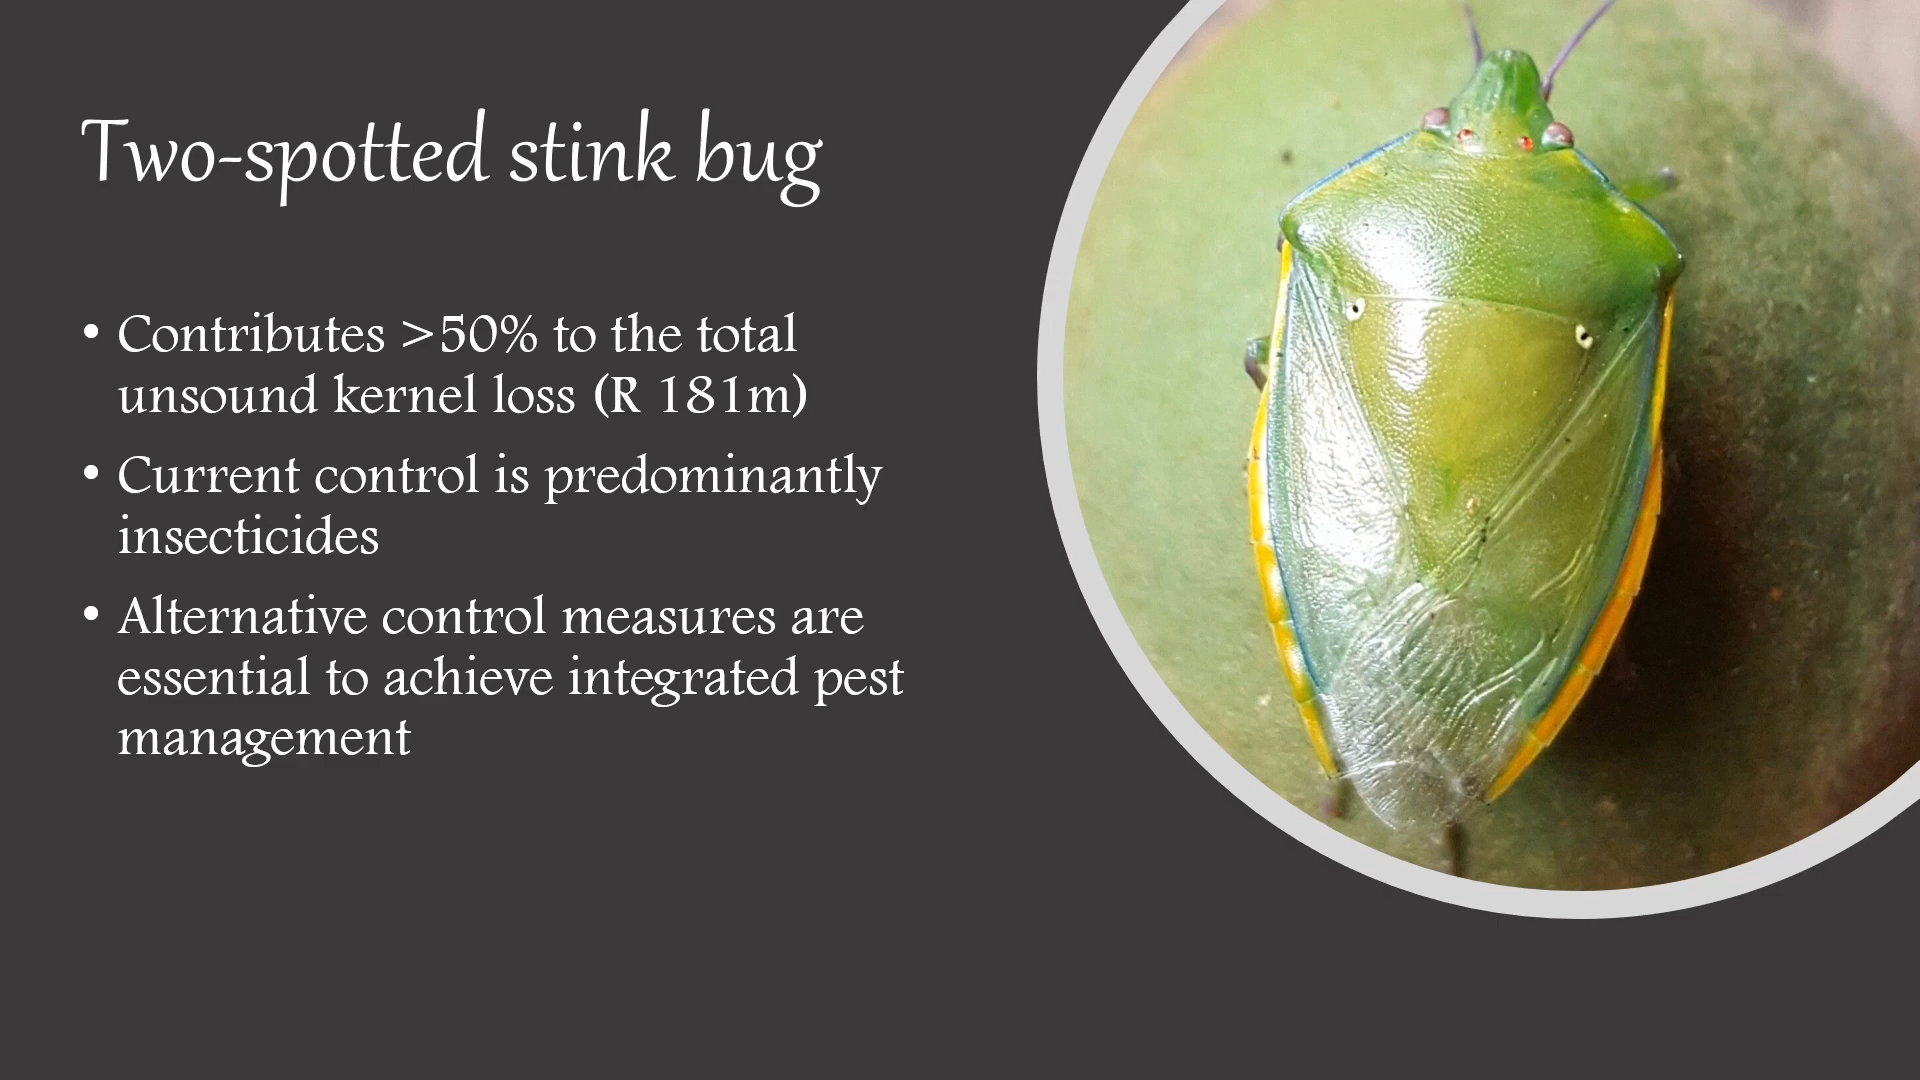 Two-spotted stink bug
• Contributes >50% to the total
unsound kernel loss (R 181m)
• Current control is predominantly
insecticides
• Alternative control measures are
essential to achieve integrated pest
management